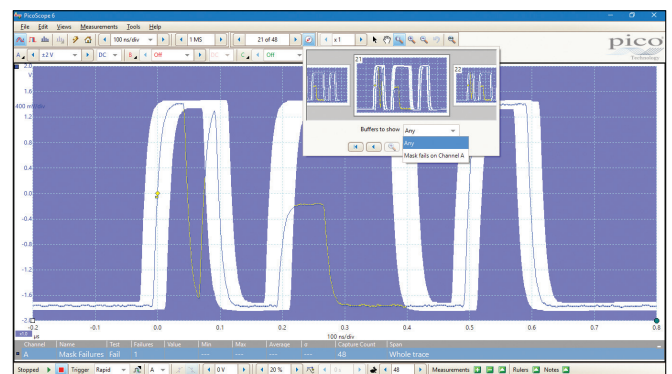 PicoScope 6
File Edit Views Measurements Tools Help
100 ns/div 1 MS 21 of 48 x1
pico
Technology
A ±2 V DC B Off DC C Off
21
22
Buffers to show Any
Any
Mask fails on Channel A
2.0
V
1.6
400 mV/div
1.2
0.8
0.4
0.0
-0.4
-0.8
-1.2
-1.6
-2.0
-0.2 -0.1 0.0 0.1 0.2 0.3 0.4 0.5 0.6 0.7 0.8
µs 100 ns/div
Channel Name Test Failures Value Min Max Average σ Capture Count Span
A Mask Failures Fail 1 --- --- --- --- 48 Whole trace
Stopped Trigger Rapid A 0 V 20 % 0 s 48 Measurements Rulers Notes